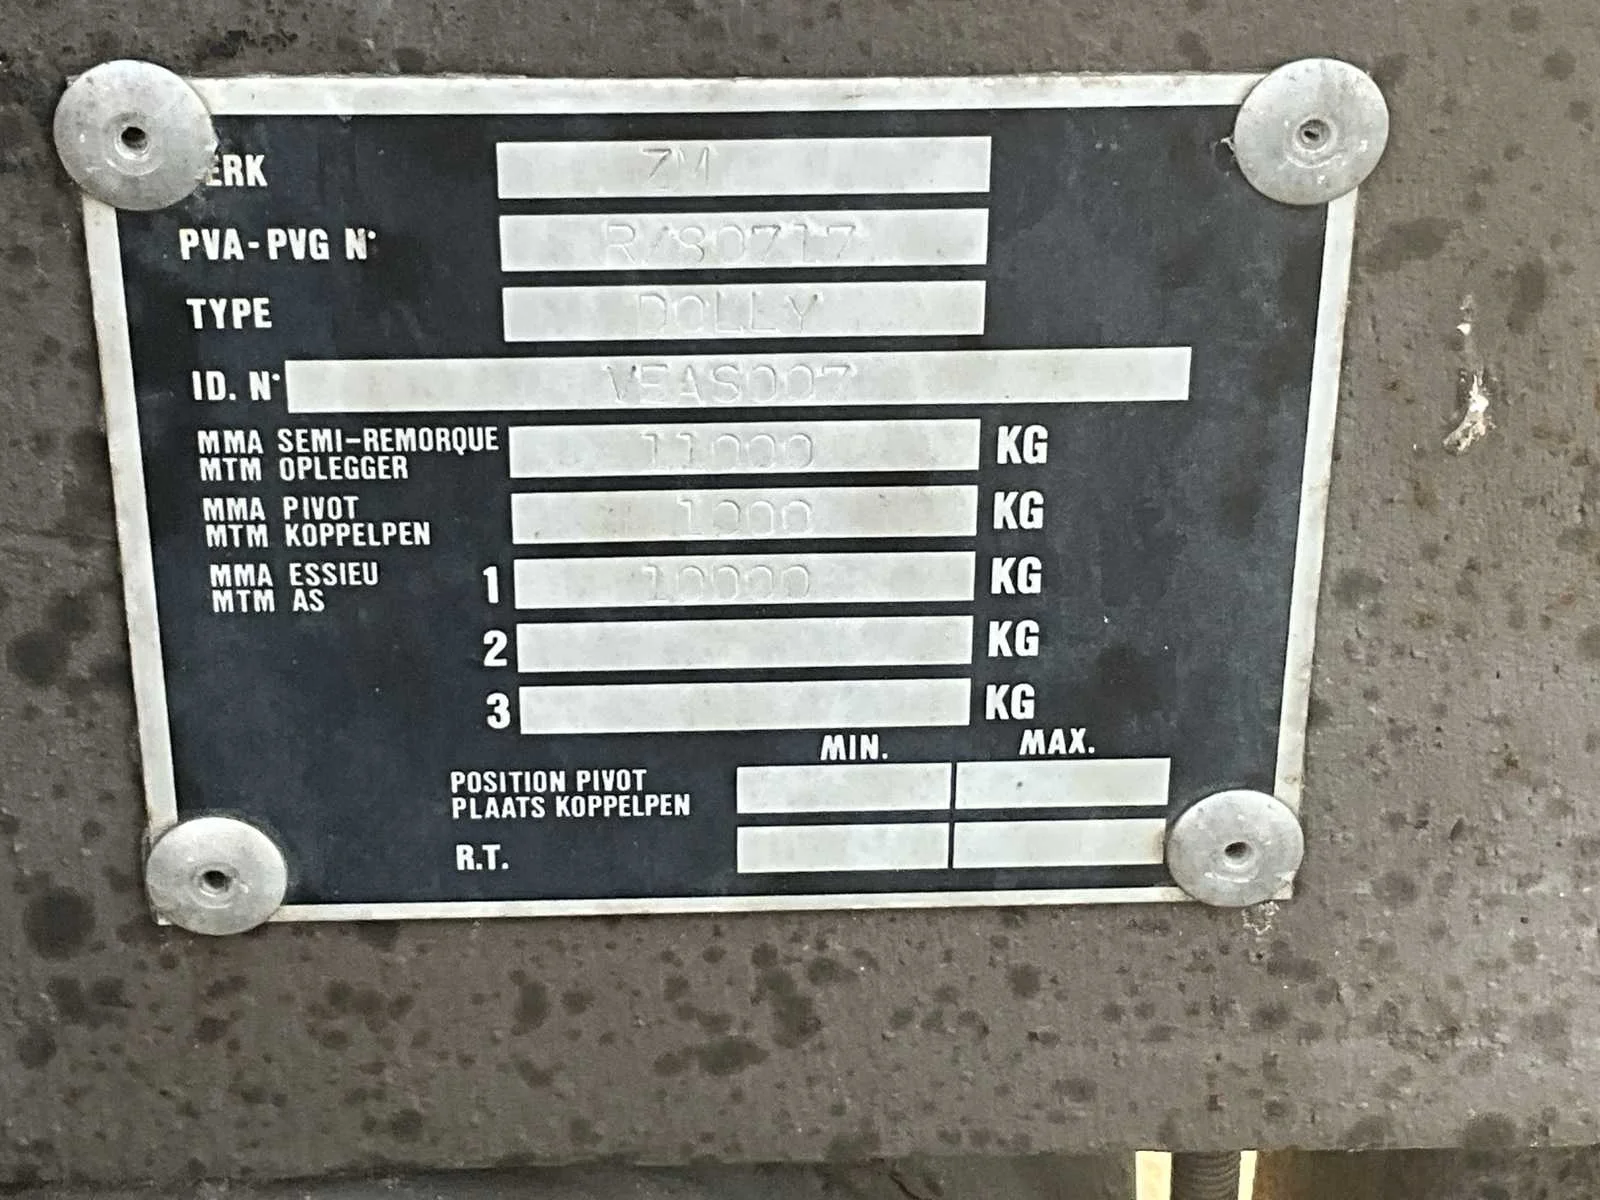 ERK ZM
PVA-PVG N° R/80717
TYPE DOLLY
ID. N° VEAS007
MMA SEMI-REMORQUE 11000 KG
MTM OPLEGGER
MMA PIVOT 1000 KG
MTM KOPPELPEN
MMA ESSIEU 1 10000 KG
MTM AS
2 KG
3 KG
MIN. MAX.
POSITION PIVOT
PLAATS KOPPELPEN
R.T.